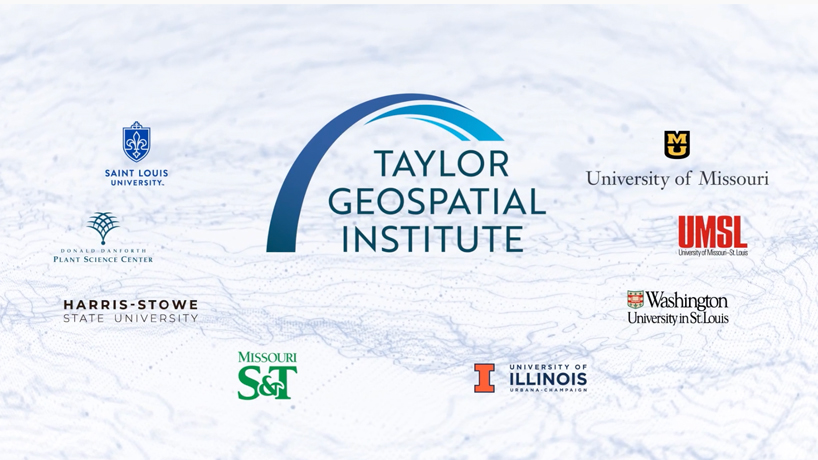 TAYLOR
GEOSPATIAL
INSTITUTE
SAINT LOUIS
UNIVERSITY.
DONALD DANFORTH
PLANT SCIENCE CENTER
HARRIS-STOWE
STATE UNIVERSITY
MISSOURI
S&T
UNIVERSITY OF
ILLINOIS
URBANA-CHAMPAIGN
MU
University of Missouri
UMSL
University of Missouri–St. Louis
Washington
University in St. Louis